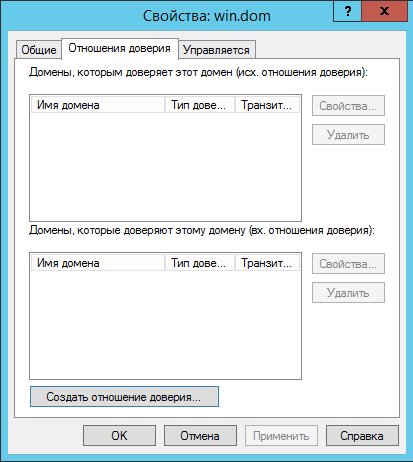 Свойства: win.dom
?
x
Общие
Отношения доверия
Управляется
Домены, которым доверяет этот домен (исх. отношения доверия):
Имя домена
Тип дове...
Транзит...
Свойства...
Удалить
Домены, которые доверяют этому домену (вх. отношения доверия):
Имя домена
Тип дове...
Транзит...
Свойства...
Удалить
Создать отношение доверия...
OK
Отмена
Применить
Справка